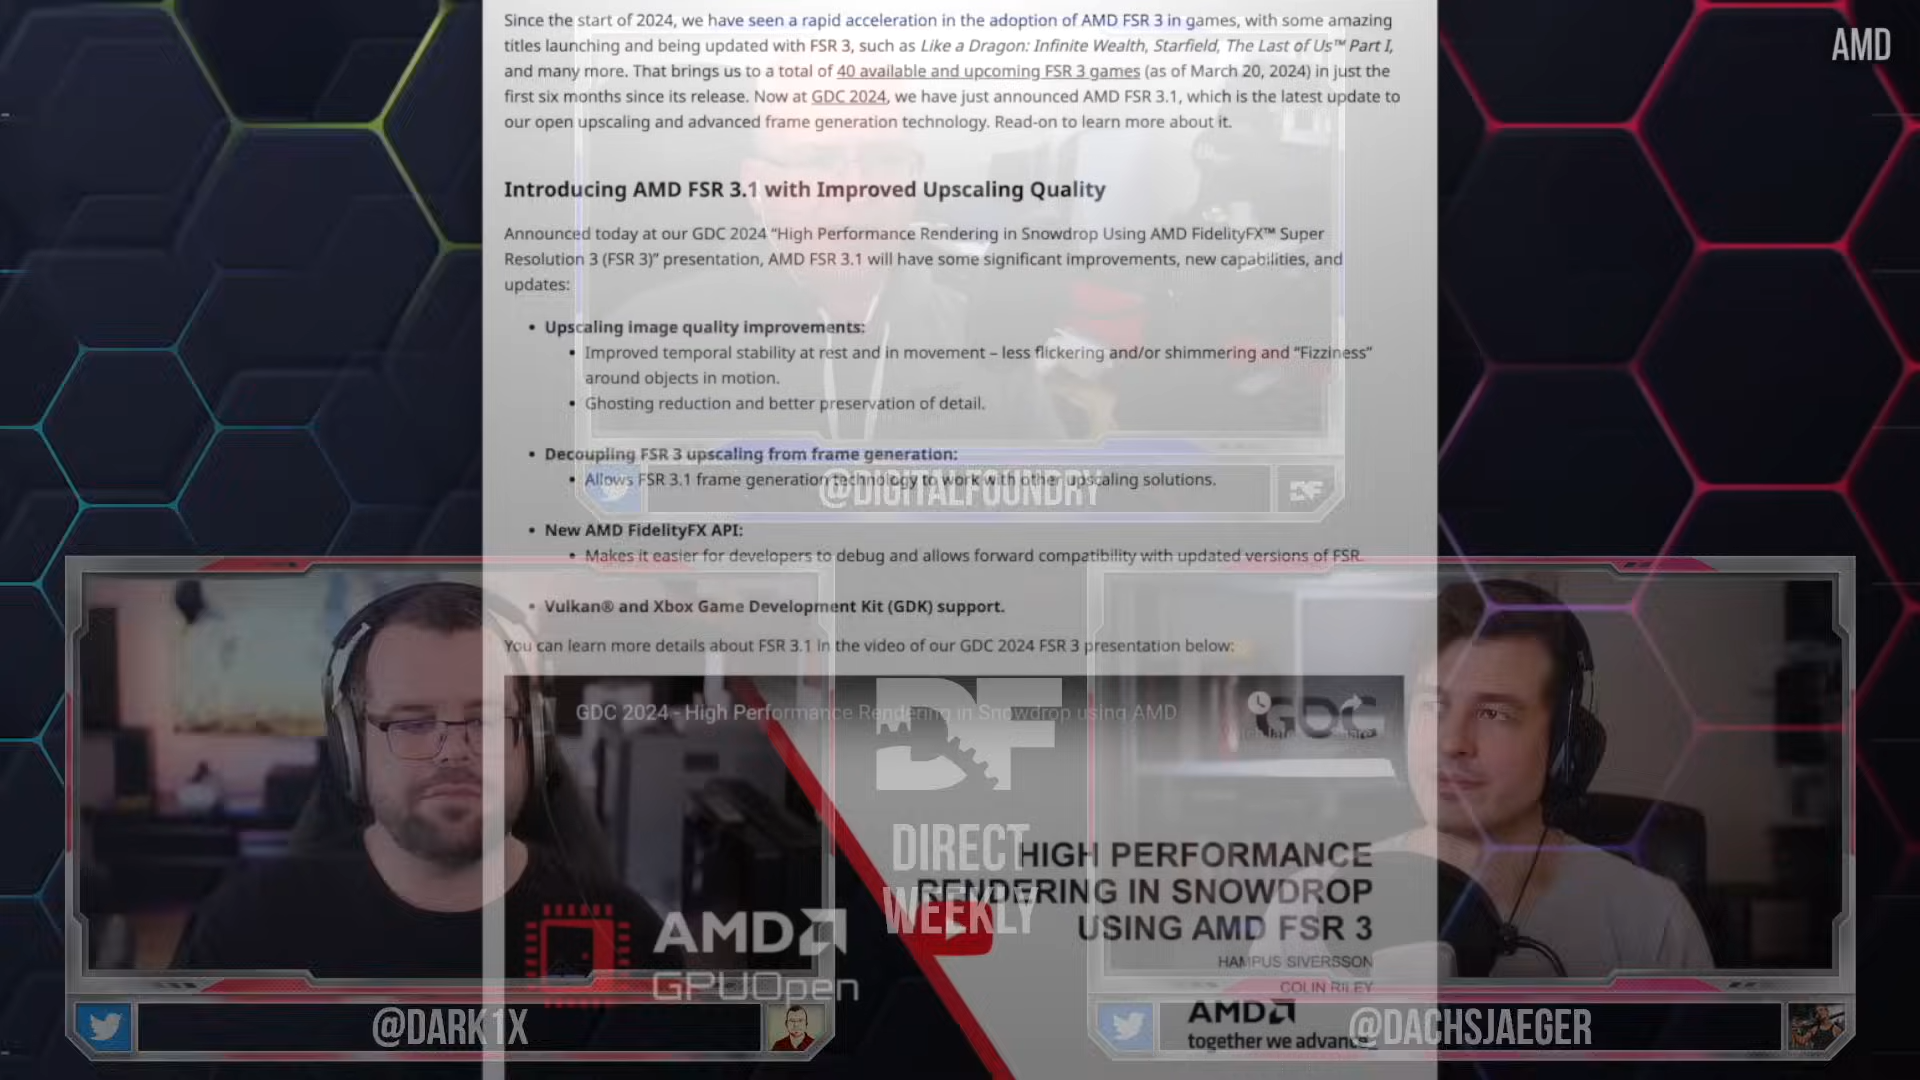 Since the start of 2024, we have seen a rapid acceleration in the adoption of AMD FSR 3 in games, with some amazing
titles launching and being updated with FSR 3, such as Like a Dragon: Infinite Wealth, Starfield, The Last of Us™ Part I,
and many more. That brings us to a total of 40 available and upcoming FSR 3 games (as of March 20, 2024) in just the
first six months since its release. Now at GDC 2024, we have just announced AMD FSR 3.1, which is the latest update to
our open upscaling and advanced frame generation technology. Read-on to learn more about it.
AMD
Introducing AMD FSR 3.1 with Improved Upscaling Quality
Announced today at our GDC 2024 “High Performance Rendering in Snowdrop Using AMD FidelityFX™ Super
Resolution 3 (FSR 3)” presentation, AMD FSR 3.1 will have some significant improvements, new capabilities, and
updates:
• Upscaling image quality improvements:
• Improved temporal stability at rest and in movement – less flickering and/or shimmering and “Fizziness”
around objects in motion.
• Ghosting reduction and better preservation of detail.
• Decoupling FSR 3 upscaling from frame generation:
• Allows FSR 3.1 frame generation technology to work with other upscaling solutions.
@DIGITALFOUNDRY
DF
• New AMD FidelityFX API:
• Makes it easier for developers to debug and allows forward compatibility with updated versions of FSR.
• Vulkan® and Xbox Game Development Kit (GDK) support.
You can learn more details about FSR 3.1 in the video of our GDC 2024 FSR 3 presentation below:
GDC 2024 - High Performance Rendering in Snowdrop using AMD
GDC
DF
DIRECT
WEEKLY
HIGH PERFORMANCE
RENDERING IN SNOWDROP
USING AMD FSR 3
HAMPUS SIVERSSON
COLIN RILEY
AMD
GPUOpen
AMD
together we advance_
@DARK1X
@DACHSJAEGER